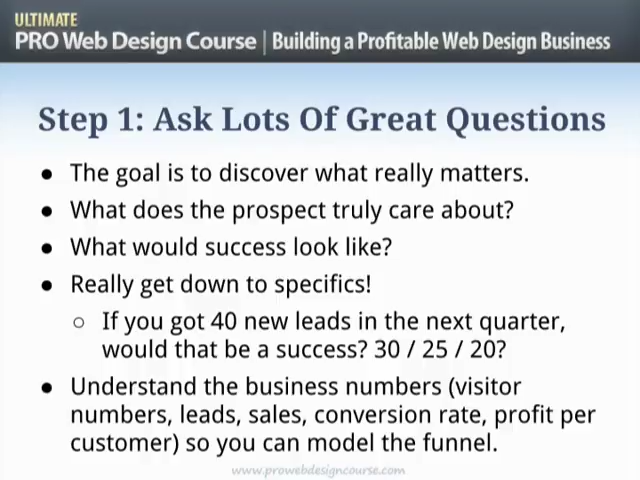 ULTIMATE
PRO Web Design Course | Building a Profitable Web Design Business
Step 1: Ask Lots Of Great Questions
● The goal is to discover what really matters.
● What does the prospect truly care about?
● What would success look like?
● Really get down to specifics!
○ If you got 40 new leads in the next quarter,
would that be a success? 30 / 25 / 20?
● Understand the business numbers (visitor
numbers, leads, sales, conversion rate, profit per
customer) so you can model the funnel.
www.prowebdesigncourse.com